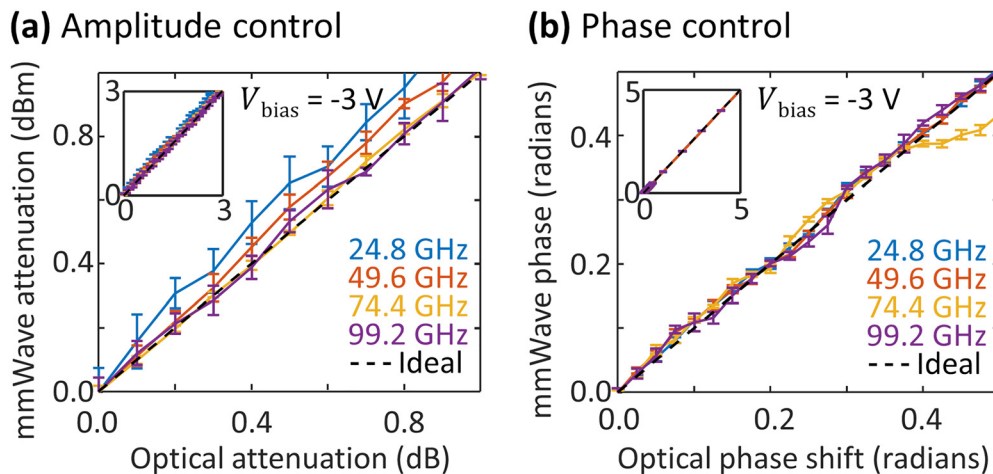 (a) Amplitude control
mmWave attenuation (dBm)
0.8
0.4
0.0
3
0
0
3
V bias = -3 V
24.8 GHz
49.6 GHz
74.4 GHz
99.2 GHz
Ideal
0.0
0.4
0.8
Optical attenuation (dB)
(b) Phase control
mmWave phase (radians)
0.4
0.2
0.0
5
0
0
5
V bias = -3 V
24.8 GHz
49.6 GHz
74.4 GHz
99.2 GHz
Ideal
0.0
0.2
0.4
Optical phase shift (radians)